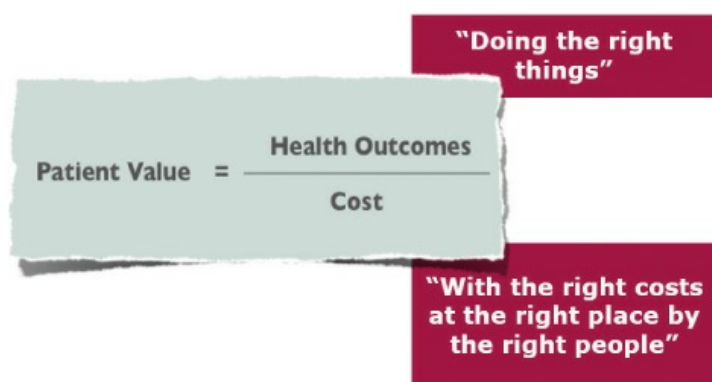 “Doing the right
things”
Patient Value = Health Outcomes
Cost
“With the right costs
at the right place by
the right people”